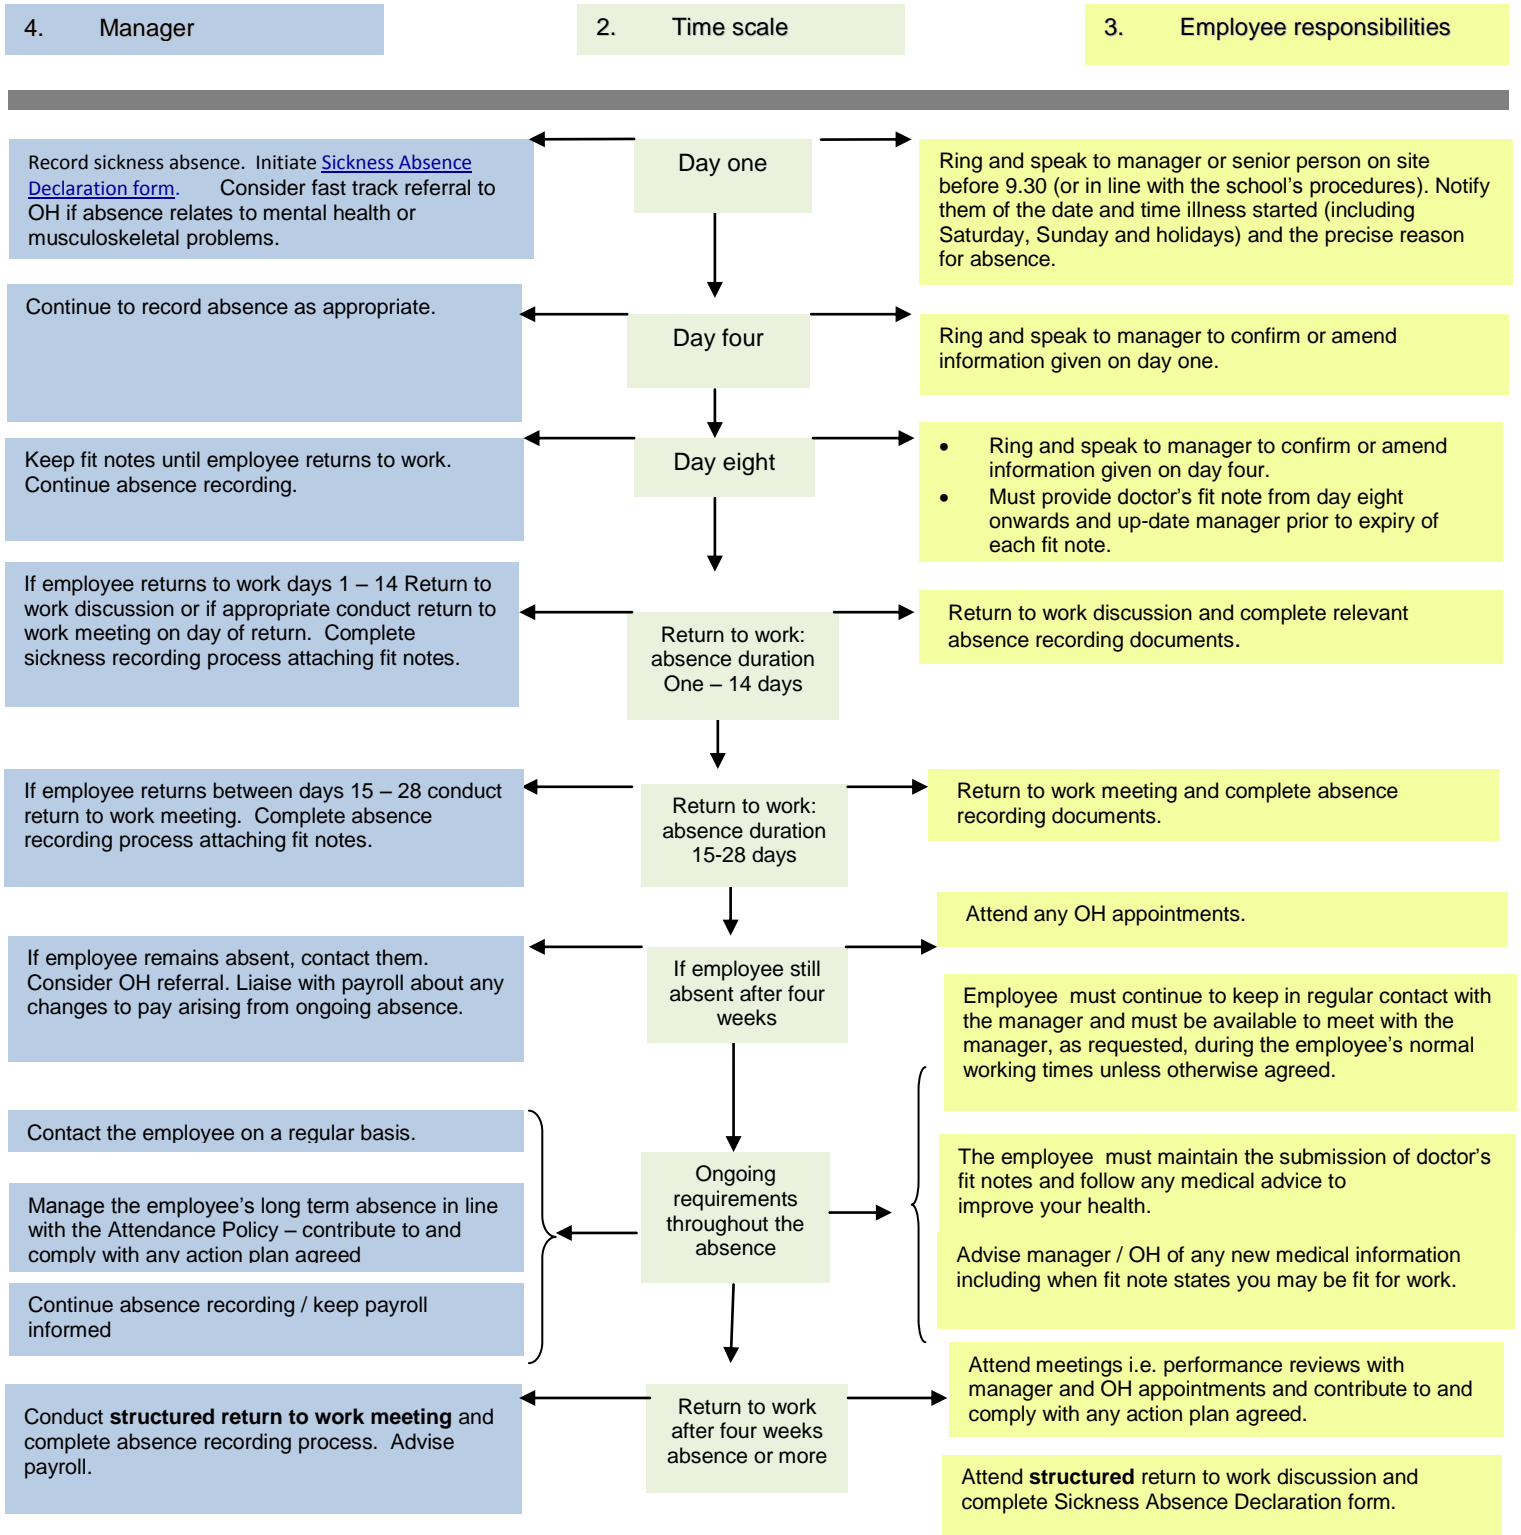 4. Manager
2. Time scale
3. Employee responsibilities
Record sickness absence. Initiate Sickness Absence
Declaration form. Consider fast track referral to
OH if absence relates to mental health or
musculoskeletal problems.
Day one
Ring and speak to manager or senior person on site
before 9.30 (or in line with the school’s procedures). Notify
them of the date and time illness started (including
Saturday, Sunday and holidays) and the precise reason
for absence.
Continue to record absence as appropriate.
Day four
Ring and speak to manager to confirm or amend
information given on day one.
Keep fit notes until employee returns to work.
Continue absence recording.
Day eight
• Ring and speak to manager to confirm or amend
information given on day four.
• Must provide doctor’s fit note from day eight
onwards and up-date manager prior to expiry of
each fit note.
If employee returns to work days 1 – 14 Return to
work discussion or if appropriate conduct return to
work meeting on day of return. Complete
sickness recording process attaching fit notes.
Return to work:
absence duration
One – 14 days
Return to work discussion and complete relevant
absence recording documents.
If employee returns between days 15 – 28 conduct
return to work meeting. Complete absence
recording process attaching fit notes.
Return to work:
absence duration
15-28 days
Return to work meeting and complete absence
recording documents.
If employee remains absent, contact them.
Consider OH referral. Liaise with payroll about any
changes to pay arising from ongoing absence.
If employee still
absent after four
weeks
Attend any OH appointments.
Employee must continue to keep in regular contact with
the manager and must be available to meet with the
manager, as requested, during the employee’s normal
working times unless otherwise agreed.
Contact the employee on a regular basis.
Manage the employee’s long term absence in line
with the Attendance Policy – contribute to and
comply with any action plan agreed
Continue absence recording / keep payroll
informed
Ongoing
requirements
throughout the
absence
The employee must maintain the submission of doctor’s
fit notes and follow any medical advice to
improve your health.
Advise manager / OH of any new medical information
including when fit note states you may be fit for work.
Conduct structured return to work meeting and
complete absence recording process. Advise
payroll.
Return to work
after four weeks
absence or more
Attend meetings i.e. performance reviews with
manager and OH appointments and contribute to and
comply with any action plan agreed.
Attend structured return to work discussion and
complete Sickness Absence Declaration form.